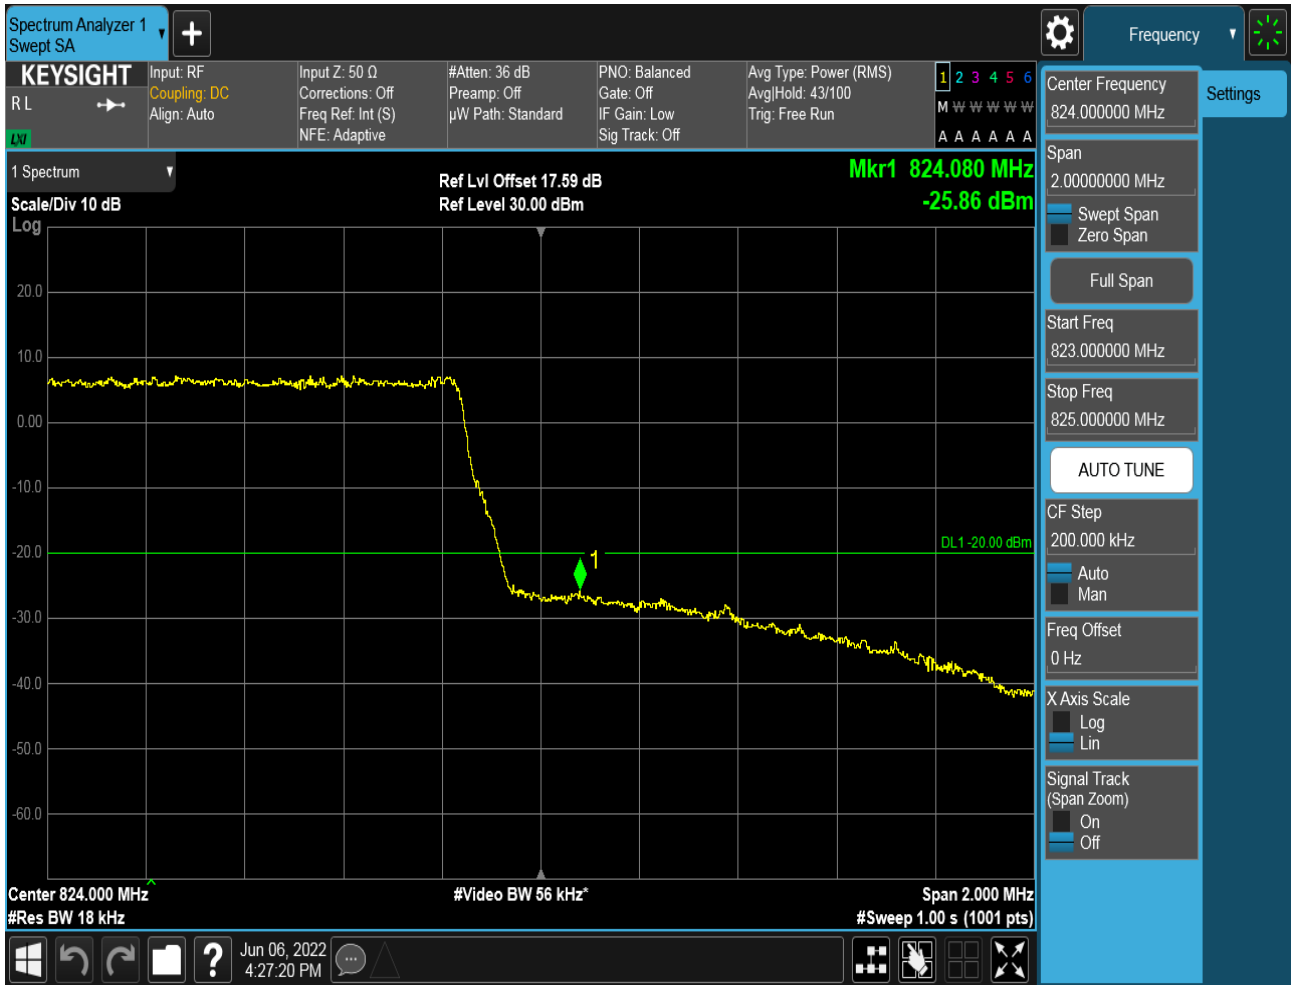 Spectrum Analyzer 1
Swept SA
Frequency
KEYSIGHT
R L
LXI
Input: RF
Coupling: DC
Align: Auto
Input Z: 50 Ω
Corrections: Off
Freq Ref: Int (S)
NFE: Adaptive
#Atten: 36 dB
Preamp: Off
µW Path: Standard
PNO: Balanced
Gate: Off
IF Gain: Low
Sig Track: Off
Avg Type: Power (RMS)
Avg|Hold: 43/100
Trig: Free Run
1 2 3 4 5 6
M W W W W W
A A A A A A
1 Spectrum
Scale/Div 10 dB
Log
Ref Lvl Offset 17.59 dB
Ref Level 30.00 dBm
Mkr1 824.080 MHz
-25.86 dBm
20.0
10.0
0.00
-10.0
-20.0
-30.0
-40.0
-50.0
-60.0
DL1 -20.00 dBm
1
Center 824.000 MHz
#Res BW 18 kHz
#Video BW 56 kHz*
Span 2.000 MHz
#Sweep 1.00 s (1001 pts)
Center Frequency
824.000000 MHz
Settings
Span
2.00000000 MHz
Swept Span
Zero Span
Full Span
Start Freq
823.000000 MHz
Stop Freq
825.000000 MHz
AUTO TUNE
CF Step
200.000 kHz
Auto
Man
Freq Offset
0 Hz
X Axis Scale
Log
Lin
Signal Track
(Span Zoom)
On
Off
?
Jun 06, 2022
4:27:20 PM